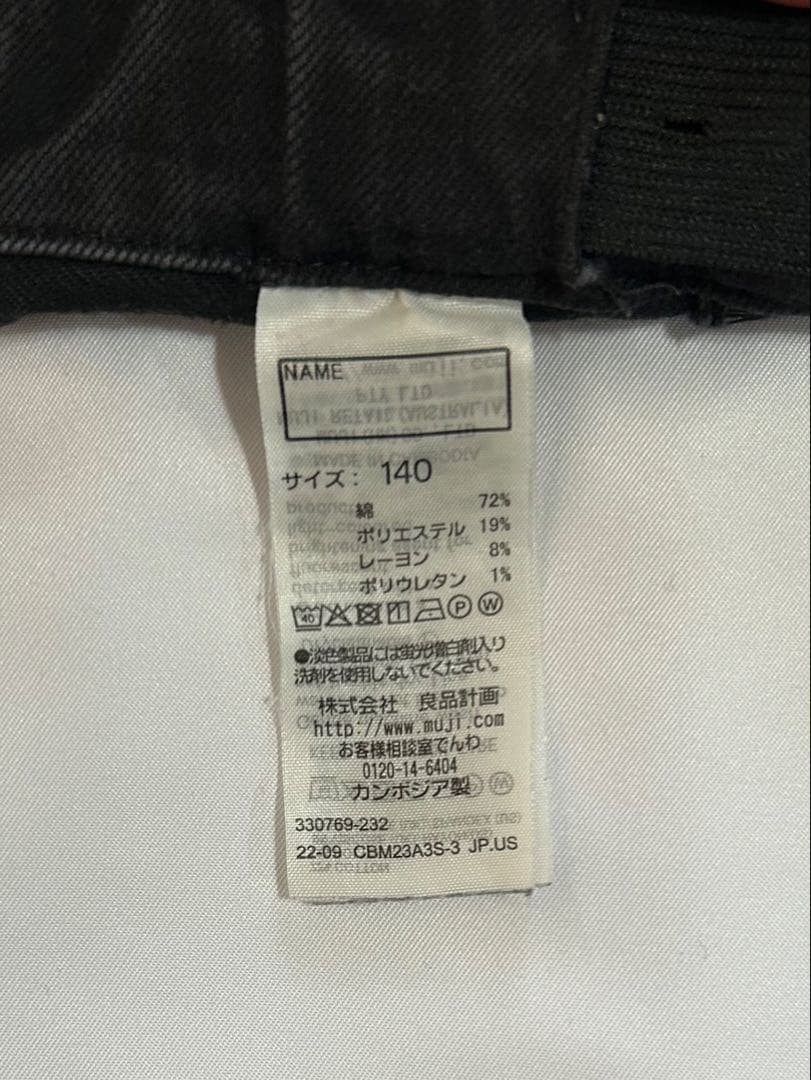 NAME
サイズ： 140
綿 72%
ポリエステル 19%
レーヨン 8%
ポリウレタン 1%
40 P W
●淡色製品には蛍光増白剤入り
洗剤を使用しないでください。
株式会社 良品計画
http://www.muji.com
お客様相談室でんわ
0120-14-6404
カンボジア製
330769-232
22-09 CBM23A3S-3 JP.US